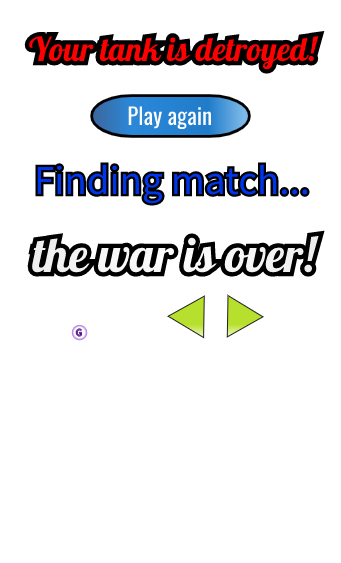 Your tank is detroyed!
Play again
Finding match...
the war is over!
G